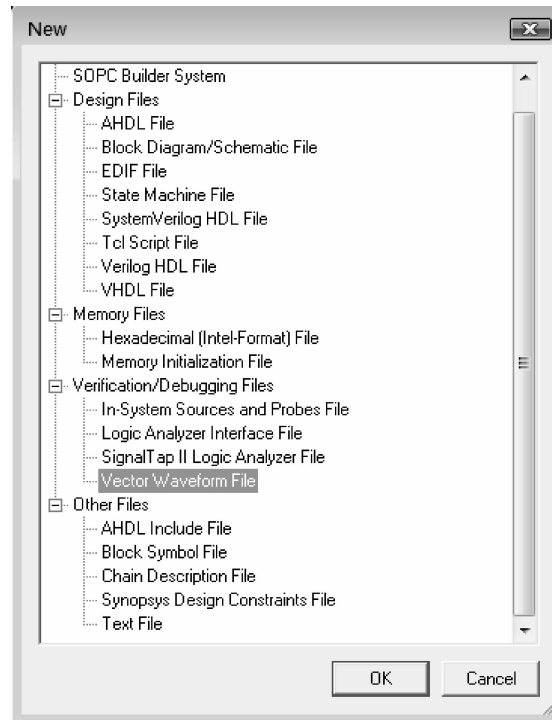 New
SOPC Builder System
Design Files
AHDL File
Block Diagram/Schematic File
EDIF File
State Machine File
SystemVerilog HDL File
Tcl Script File
Verilog HDL File
VHDL File
Memory Files
Hexadecimal (Intel-Format) File
Memory Initialization File
Verification/Debugging Files
In-System Sources and Probes File
Logic Analyzer Interface File
SignalTap II Logic Analyzer File
Vector Waveform File
Other Files
AHDL Include File
Block Symbol File
Chain Description File
Synopsys Design Constraints File
Text File
OK Cancel